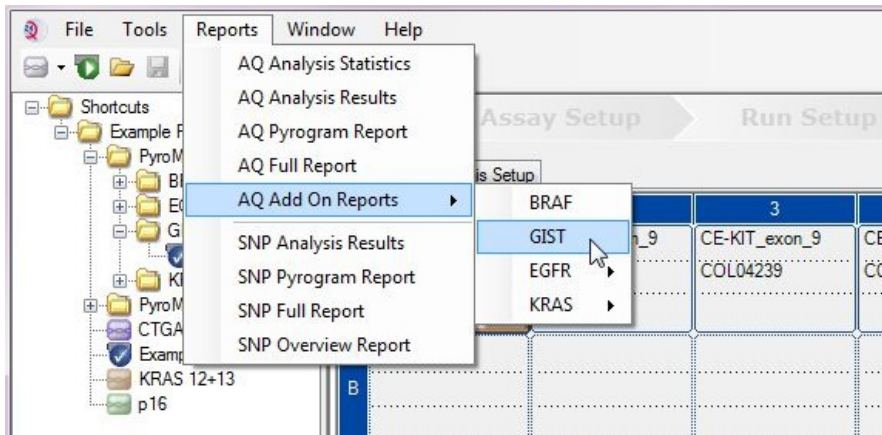 File Tools Reports Window Help
AQ Analysis Statistics
AQ Analysis Results
AQ Pyrogram Report
AQ Full Report
AQ Add On Reports
SNP Analysis Results
SNP Pyrogram Report
SNP Full Report
SNP Overview Report
BRAF
GIST
EGFR
KRAS
Shortcuts
Example
PyroM
PyroM
CTGA
Examp
KRAS 12+13
p16
Assay Setup
Run Setup
Setup
3
CE-KIT_exon_9
COL04239
B